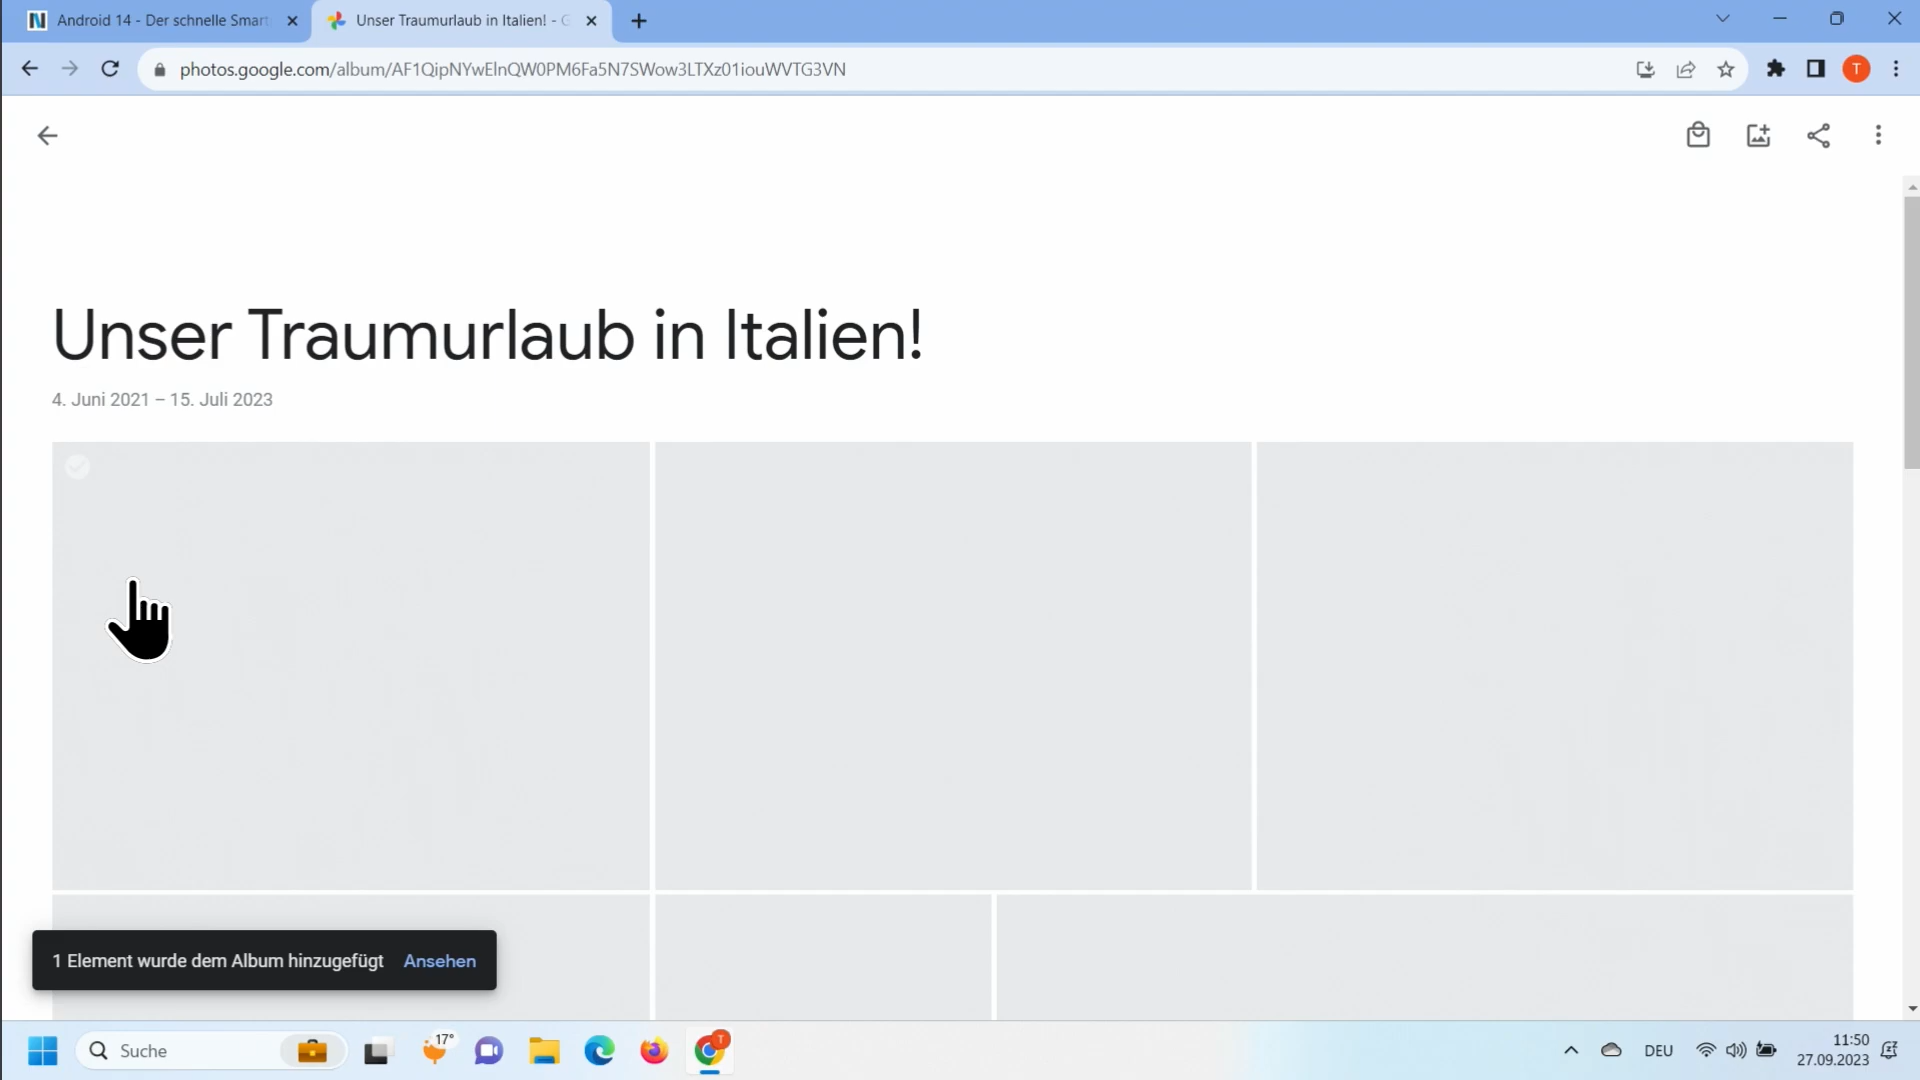 Android 14 - Der schnelle Smart
Unser Traumurlaub in Italien! - G
photos.google.com/album/AF1QipNYwElnQW0PM6Fa5N7SWow3LTXz01iouWVTG3VN
T
Unser Traumurlaub in Italien!
4. Juni 2021 – 15. Juli 2023
1 Element wurde dem Album hinzugefügt Ansehen
Suche
17°
T
DEU
11:50
27.09.2023